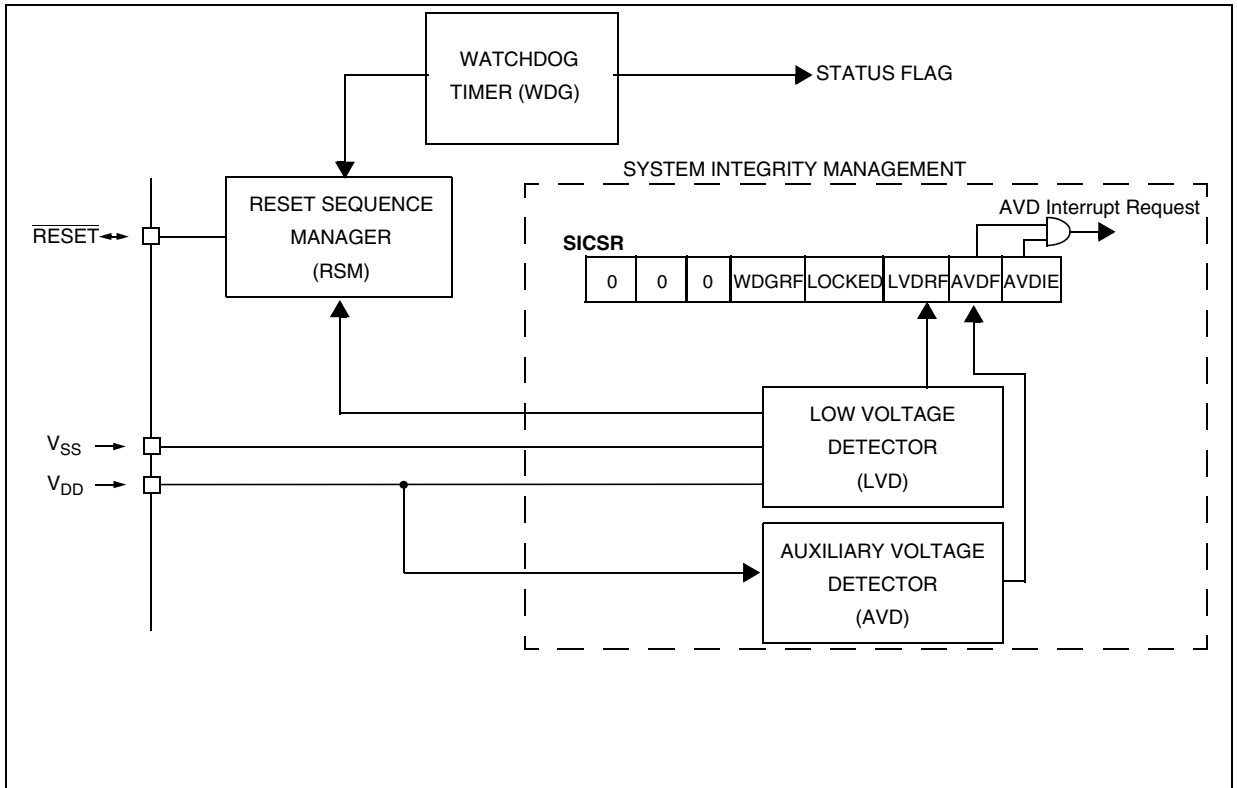 WATCHDOG
TIMER (WDG)
STATUS FLAG
SYSTEM INTEGRITY MANAGEMENT
RESET SEQUENCE
MANAGER
(RSM)
RESET
AVD Interrupt Request
SICSR
0 0 0 WDGRF LOCKED LVDRF AVDF AVDIE
LOW VOLTAGE
DETECTOR
(LVD)
VSS
VDD
AUXILIARY VOLTAGE
DETECTOR
(AVD)